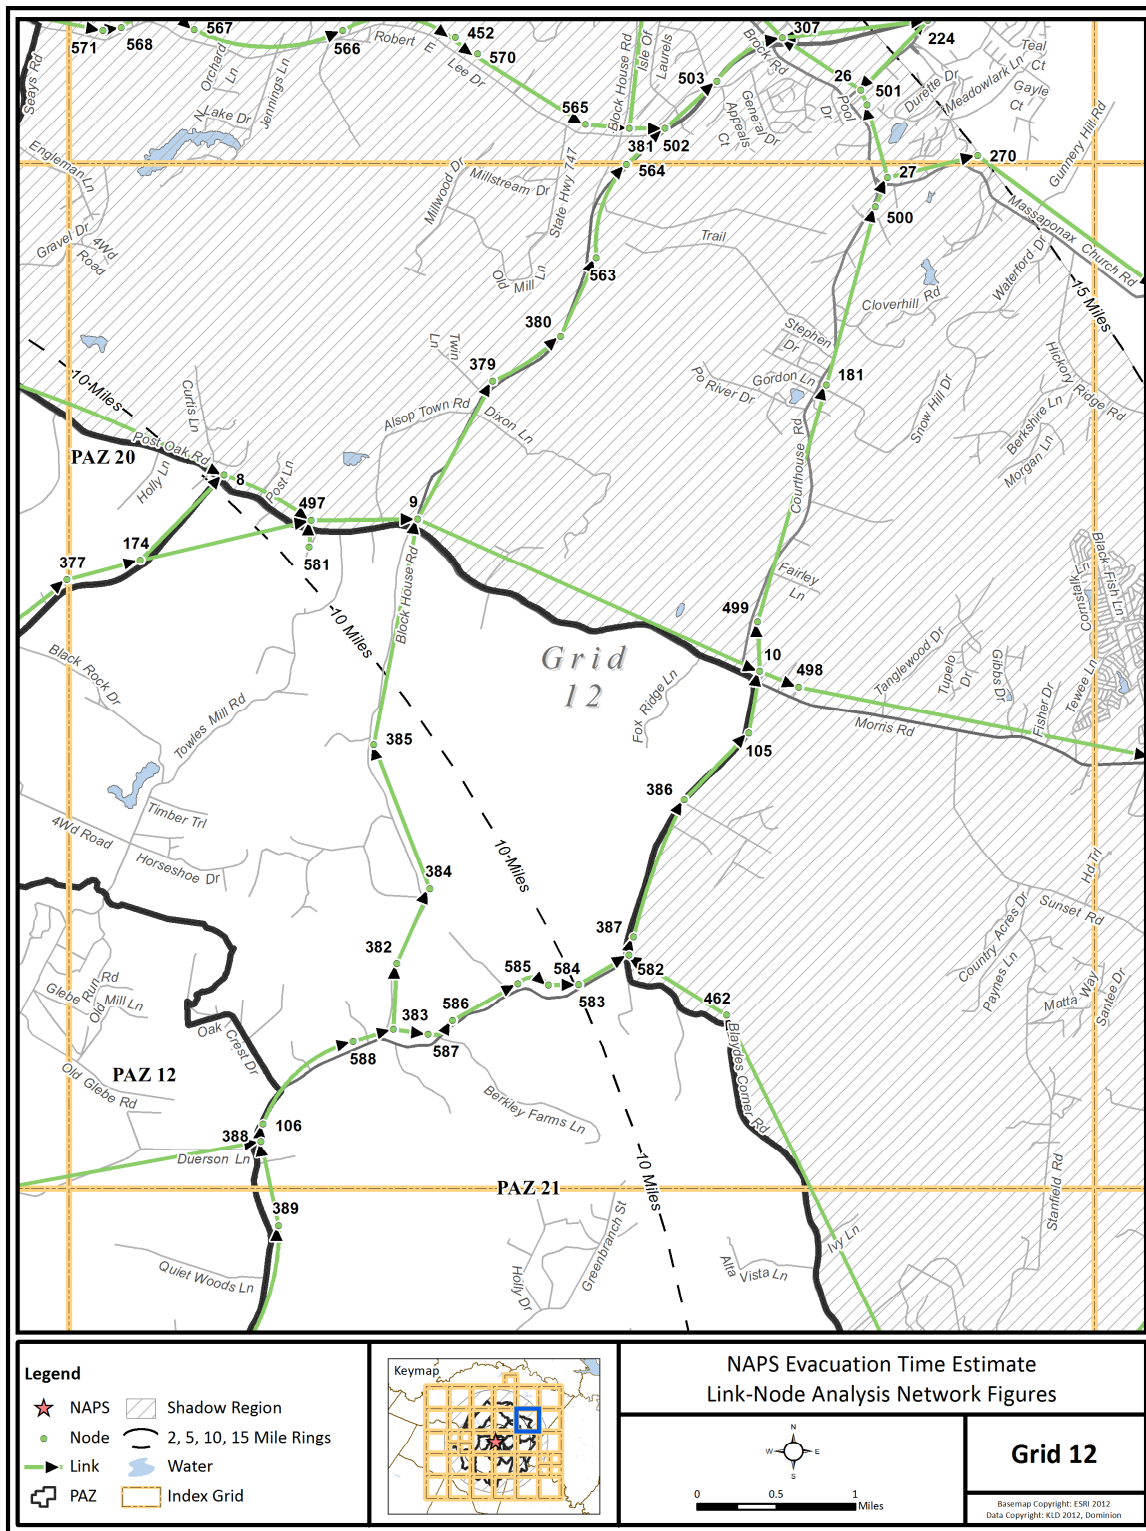 571
568
567
566
Robert E
Lee Dr
452
570
565
Seays Rd
Orchard Ln
Jennings Ln
N Lake Dr
Block House Rd
Isle Of
Laurels
503
Brock Rd
307
224
26
501
Pool Dr
Durette Dr
Meadowlark Ln
Teal Ct
Gayle Ct
General Dr
Appeals Ct
381
502
564
27
270
500
Gunnery Hill Rd
Massaponax Church Rd
15 Miles
Engleman Ln
Gravel Dr
4Wd Road
Millwood Dr
Millstream Dr
State Hwy 747
Old Mill Ln
563
Trail
Waterford Dr
Cloverhill Rd
380
379
Twin Ln
Stephen Dr
Gordon Ln
Po River Dr
181
Snow Hill Dr
Hickory Ridge Rd
Berkshire Ln
Morgan Ln
10 Miles
Curtis Ln
Alsop Town Rd
Dixon Ln
Courthouse Rd
Post Oak Rd
PAZ 20
Holly Ln
8
Post Ln
497
9
377
174
581
Block House Rd
Fairley Ln
Black-Fish Ln
Cornstalk Ln
10 Miles
499
Grid
12
10
498
Black Rock Dr
Towles Mill Rd
Fox Ridge Ln
Tanglewood Dr
Tupelo Dr
Gibbs Dr
Fisher Dr
Tewee Ln
Morris Rd
385
105
386
Timber Trl
4Wd Road
Horseshoe Dr
10 Miles
384
Hd Trl
Sunset Rd
Country Acres Dr
Paynes Ln
Matta Way
Santee Dr
387
382
585
584
582
583
462
586
383
587
588
Glebe Run Rd
Old Mill Ln
Oak Crest Dr
PAZ 12
Old Glebe Rd
Blaydes Corner Rd
Berkley Farms Ln
106
388
Duerson Ln
10 Miles
PAZ 21
389
Stanfield Rd
Quiet Woods Ln
Holly Dr
Greenbranch St
Alta Vista Ln
Ivy Ln
Legend
NAPS
Shadow Region
Node
2, 5, 10, 15 Mile Rings
Link
Water
PAZ
Index Grid
Keymap
NAPS Evacuation Time Estimate
Link-Node Analysis Network Figures
N
W
E
S
0
0.5
1
Miles
Grid 12
Basemap Copyright: ESRI 2012
Data Copyright: KLD 2012, Dominion